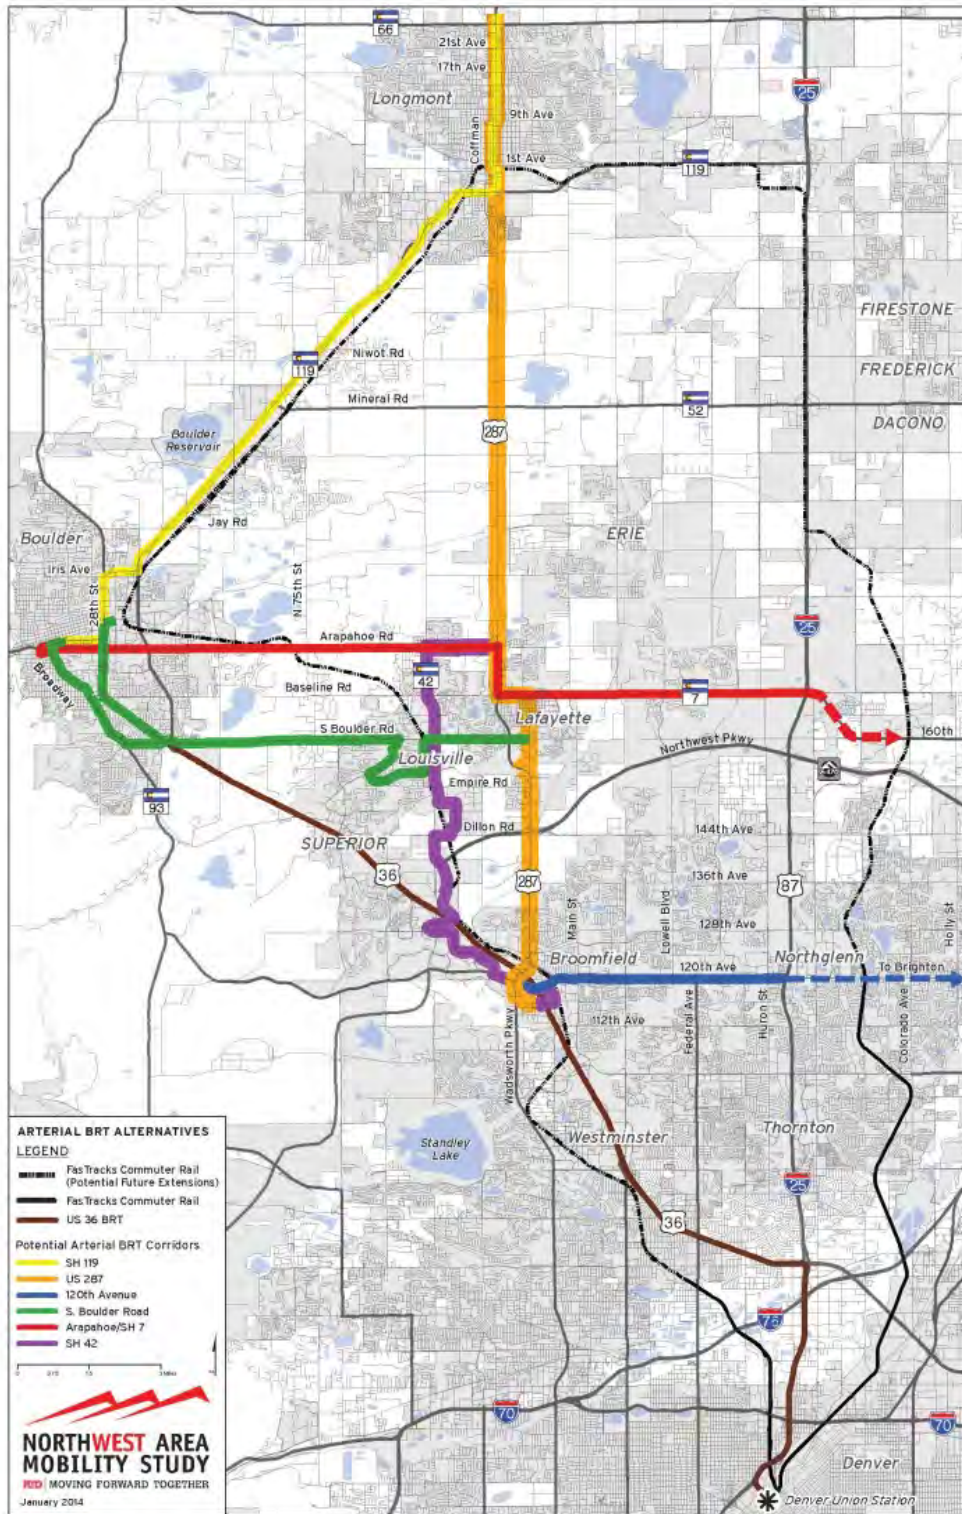 66
21st Ave
17th Ave
Longmont
25
9th Ave
Coffman
1st Ave
119
FIRESTONE
Niwot Rd
119
FREDERICK
Mineral Rd
52
DACONO
287
Boulder
Reservoir
Jay Rd
Boulder
ERIE
Iris Ave
28th St
N 75th St
25
Arapahoe Rd
Broadway
42
Baseline Rd
7
Lafayette
S Boulder Rd
160th
Northwest Pkwy
Louisville
Empire Rd
93
Dillon Rd
144th Ave
SUPERIOR
36
136th Ave
287
87
Main St
Lowell Blvd
128th Ave
Holly St
Broomfield
Northglenn
120th Ave
To Brighton
Wadsworth Pkwy
112th Ave
Federal Ave
Huron St
Colorado Ave
Standley
Lake
Westminster
Thornton
25
36
76
70
70
Denver
Denver Union Station
ARTERIAL BRT ALTERNATIVES
LEGEND
FasTracks Commuter Rail
(Potential Future Extensions)
FasTracks Commuter Rail
US 36 BRT
Potential Arterial BRT Corridors
SH 119
US 287
120th Avenue
S. Boulder Road
Arapahoe/SH 7
SH 42
NORTHWEST AREA
MOBILITY STUDY
RTD MOVING FORWARD TOGETHER
January 2014